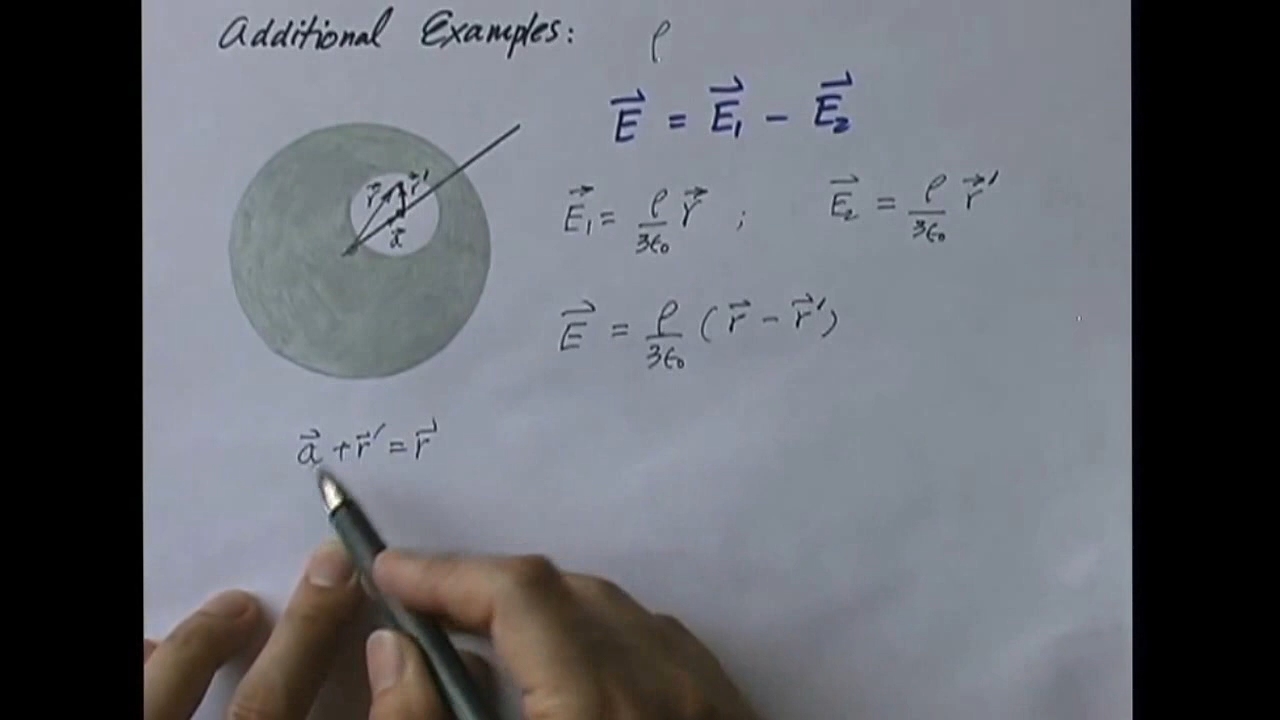 Additional Examples: ρ
E⃗ = E⃗₁ − E⃗₂
r⃗ r⃗′
a⃗
E⃗₁ = ρ/3ε₀ r⃗ ; E⃗₂ = ρ/3ε₀ r⃗′
E⃗ = ρ/3ε₀ (r⃗ − r⃗′)
a⃗ + r⃗′ = r⃗